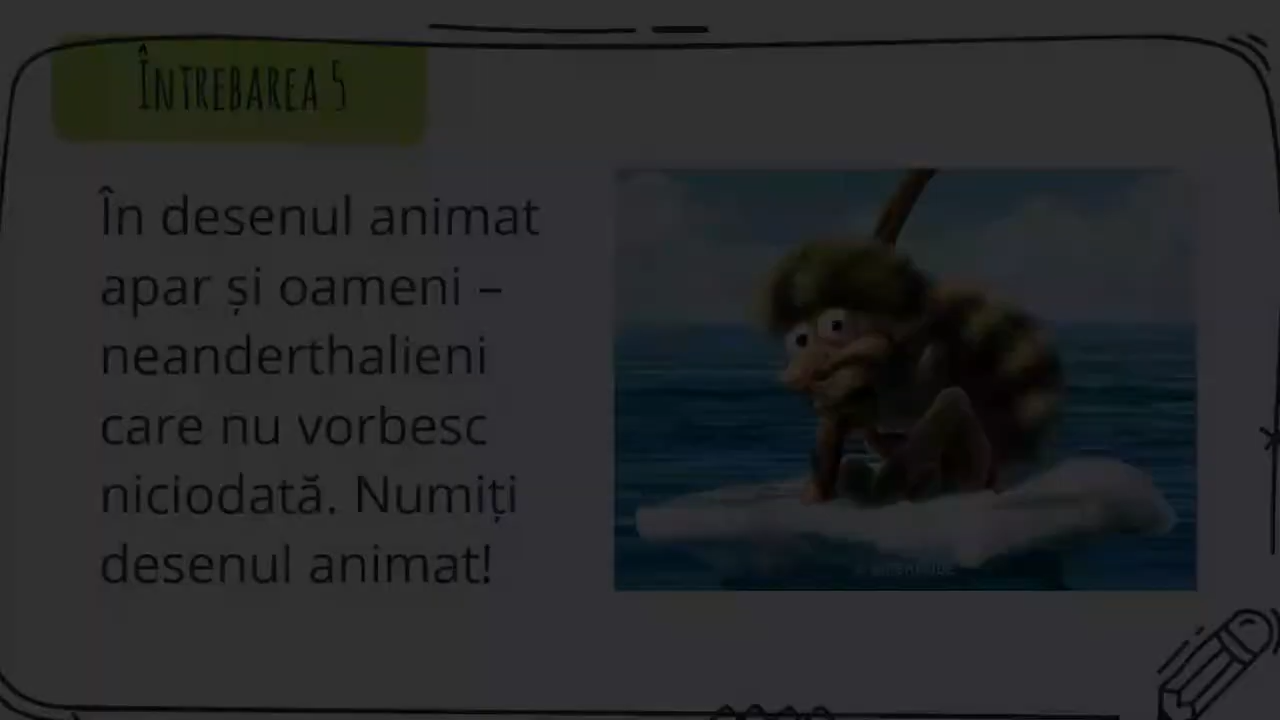 ÎNTREBAREA 5
În desenul animat
apar și oameni –
neanderthalieni
care nu vorbesc
niciodată. Numiți
desenul animat!